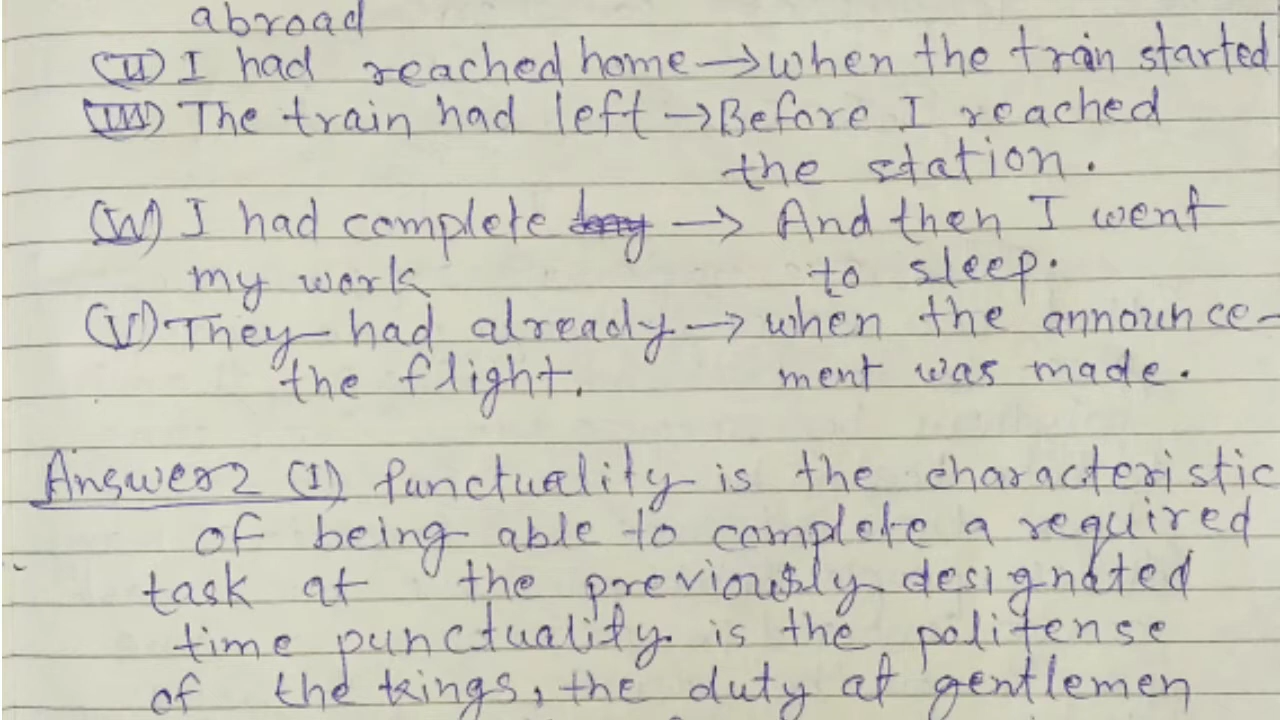 abroad
(II) I had reached home → when the train started
(III) The train had left → Before I reached
the station.
(IV) I had complete → And then I went
my work to sleep.
(V) They had already → when the announce-
the flight. ment was made.
Answer 2 (I) Punctuality is the characteristic
of being able to complete a required
task at the previously designated
time punctuality is the politense
of the kings, the duty at gentlemen